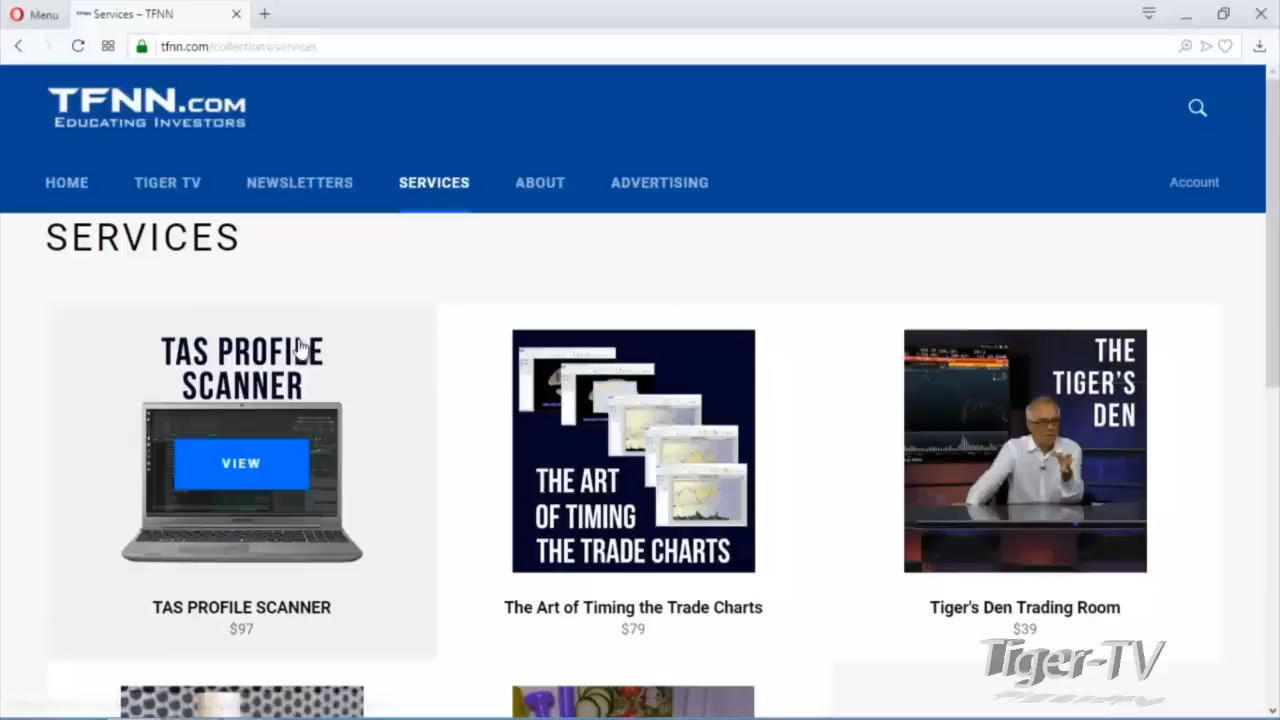 Menu
Services – TFNN
tfnn.com/collections/services
TFNN.COM
EDUCATING INVESTORS
HOME
TIGER TV
NEWSLETTERS
SERVICES
ABOUT
ADVERTISING
Account
SERVICES
TAS PROFILE
SCANNER
VIEW
THE ART
OF TIMING
THE TRADE CHARTS
THE
TIGER'S
DEN
TAS PROFILE SCANNER
$97
The Art of Timing the Trade Charts
$79
Tiger's Den Trading Room
$39
Tiger-TV